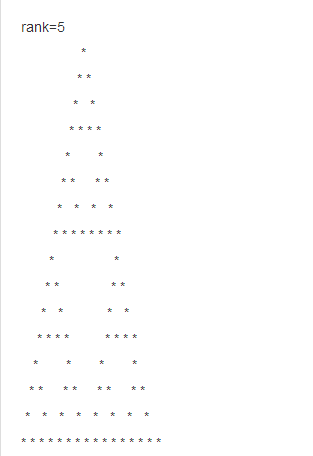 rank=5
               *
              * *
             *   *
            * * * *
           *       *
          * *     * *
         *   *   *   *
        * * * * * * * *
       *               *
      * *             * *
     *   *           *   *
    * * * *         * * * *
   *       *       *       *
  * *     * *     * *     * *
 *   *   *   *   *   *   *   *
* * * * * * * * * * * * * * * *